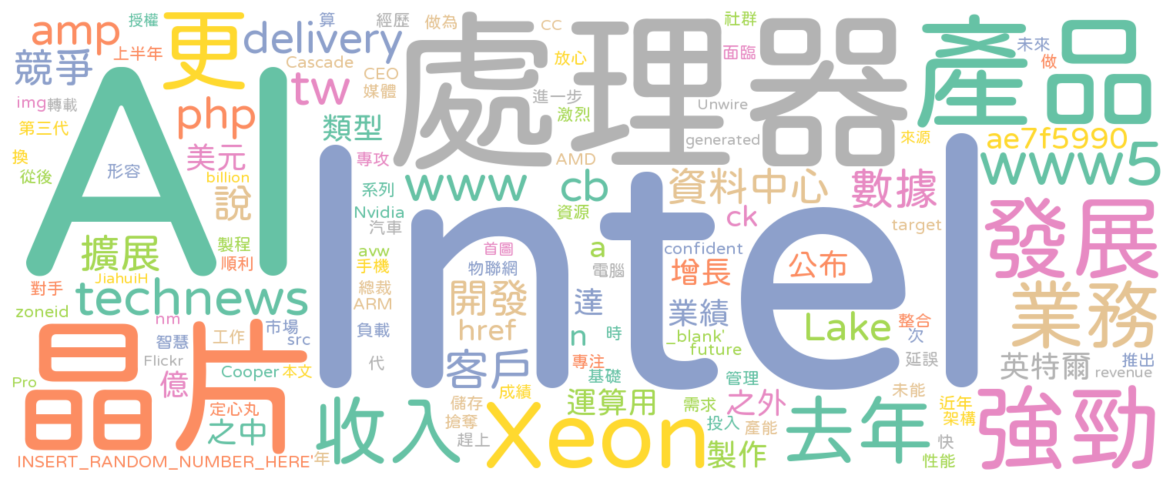 AI
Intel
處理器
晶片
產品
更
Xeon
發展
業務
強勁
收入
去年
amp
授權
算
經歷
做為
CC
社群
未來
做
上半年
delivery
競爭
Cascade
CEO
媒體
放心
面臨
img
轉載
tw
進一步
激烈
Unwire
generated
來源
第三代
php
類型
專攻
AMD
ae7f5990
換
從後
形容
美元
billion
說
系列
www
cb
資源
資料中心
數據
www5
Nvidia
汽車
ck
target
擴展
製程
順利
JiahuiH
avw
手機
首圖
物聯網
a
電腦
confident
增長
公布
對手
technews
總裁
ARM
開發
達
業績
zoneid
nm
智慧
工作
市場
src
負載
href
n
時
_blank'
future
Lake
整合
次
延誤
英特爾
推出
revenue
Flickr
代
客戶
專注
基礎
管理
Pro
億
Cooper
本文
成績
未能
定心丸
之中
儲存
搶奪
趕上
運算用
需求
之外
投入
產能
製作
近年
架構
快
性能
INSERT_RANDOM_NUMBER_HERE'
年